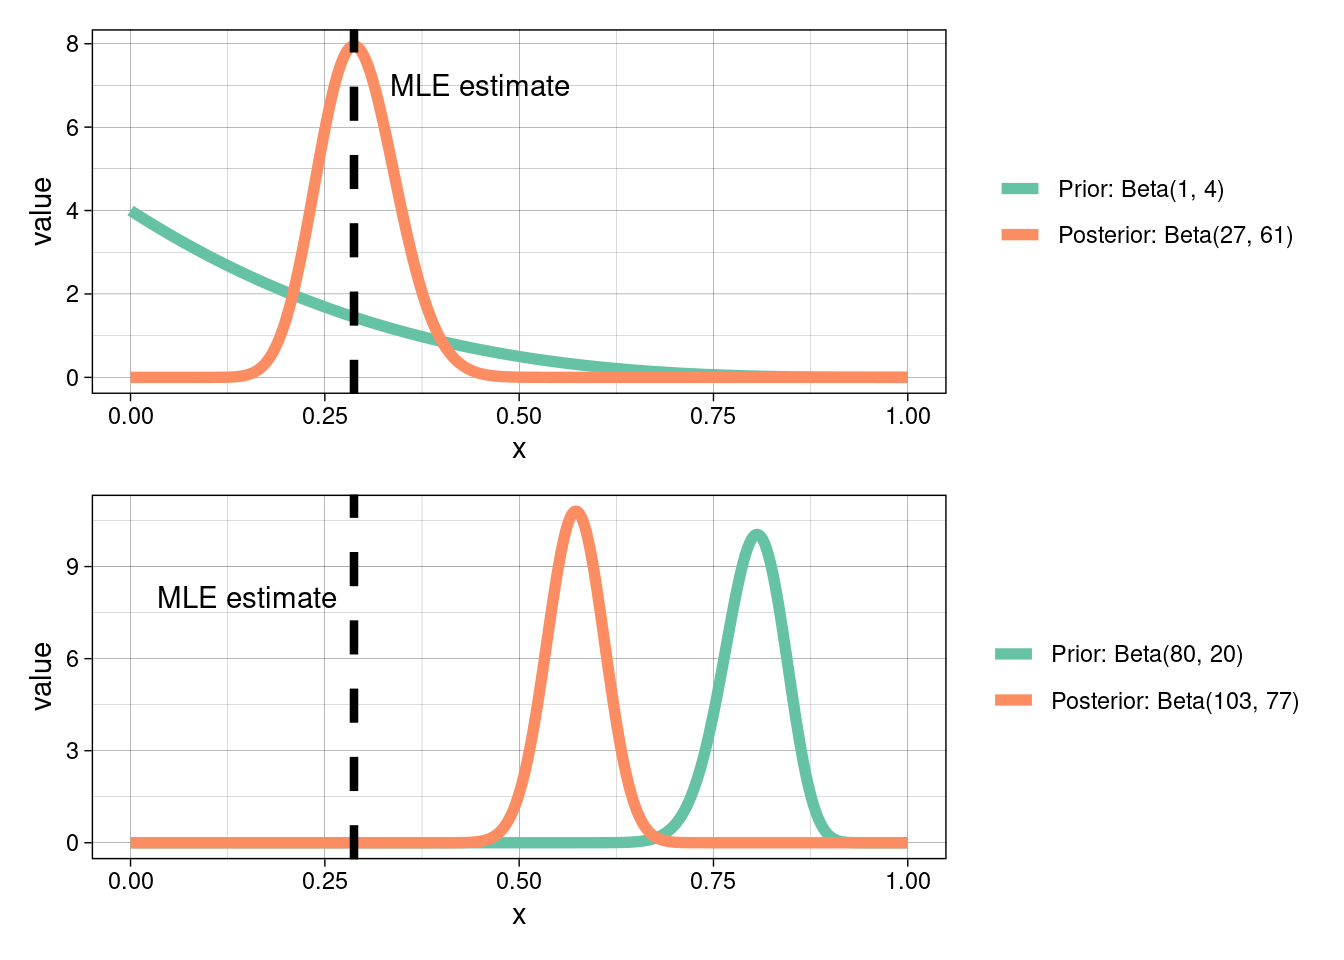 8
6
4
2
0
value
MLE estimate
0.00 0.25 0.50 0.75 1.00
x
Prior: Beta(1, 4)
Posterior: Beta(27, 61)
9
6
3
0
value
MLE estimate
0.00 0.25 0.50 0.75 1.00
x
Prior: Beta(80, 20)
Posterior: Beta(103, 77)